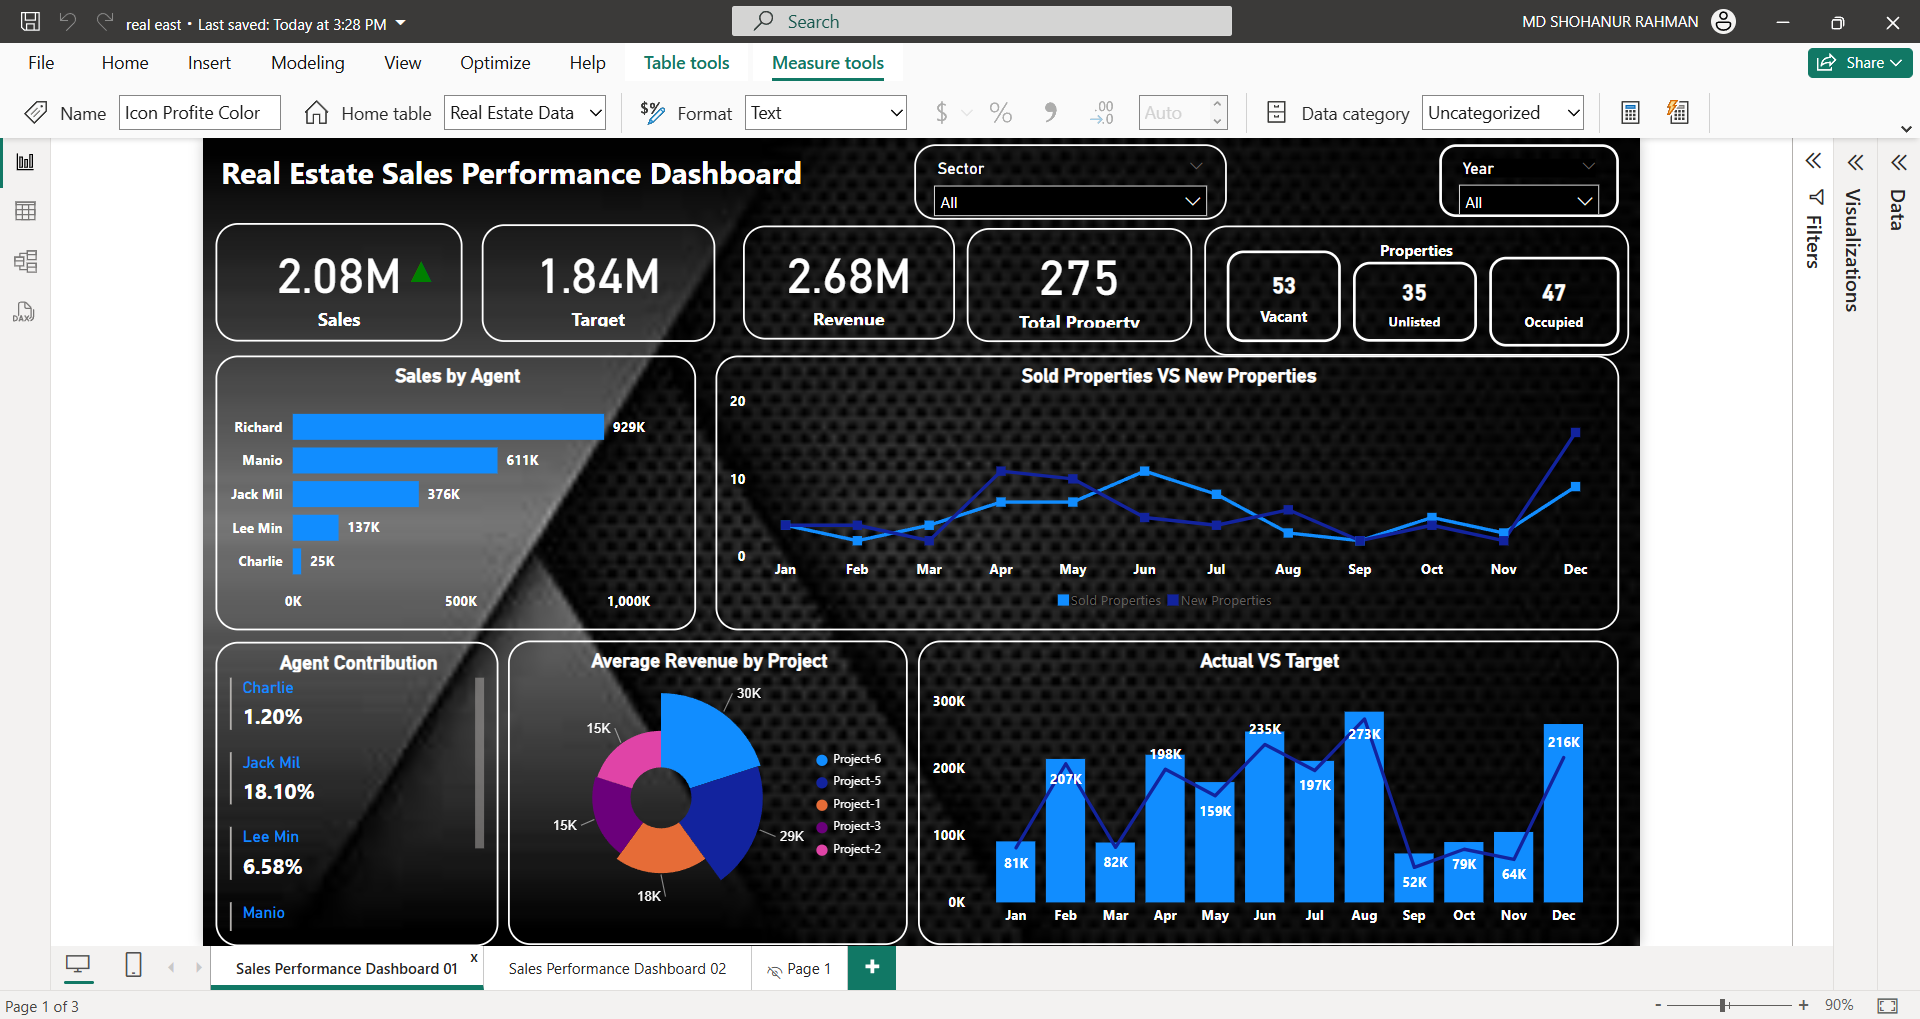 real east • Last saved: Today at 3:28 PM
Search
MD SHOHANUR RAHMAN
File Home Insert Modeling View Optimize Help Table tools Measure tools
Share
Name Icon Profite Color Home table Real Estate Data Format Text $ % .00 Auto Data category Uncategorized
Real Estate Sales Performance Dashboard
Sector
All
Year
All
2.08M
Sales
1.84M
Target
2.68M
Revenue
275
Total Property
Properties
53
Vacant
35
Unlisted
47
Occupied
Sales by Agent
Richard 929K
Manio 611K
Jack Mil 376K
Lee Min 137K
Charlie 25K
0K 500K 1,000K
Sold Properties VS New Properties
20
10
0
Jan Feb Mar Apr May Jun Jul Aug Sep Oct Nov Dec
Sold Properties New Properties
Agent Contribution
Charlie
1.20%
Jack Mil
18.10%
Lee Min
6.58%
Manio
Average Revenue by Project
30K
15K
15K
29K
18K
Project-6
Project-5
Project-1
Project-3
Project-2
Actual VS Target
300K
200K
100K
0K
81K 207K 82K 198K 159K 235K 197K 273K 52K 79K 64K 216K
Jan Feb Mar Apr May Jun Jul Aug Sep Oct Nov Dec
Filters
Visualizations
Data
DAX
Sales Performance Dashboard 01 x
Sales Performance Dashboard 02
Page 1
+
Page 1 of 3
- + 90%